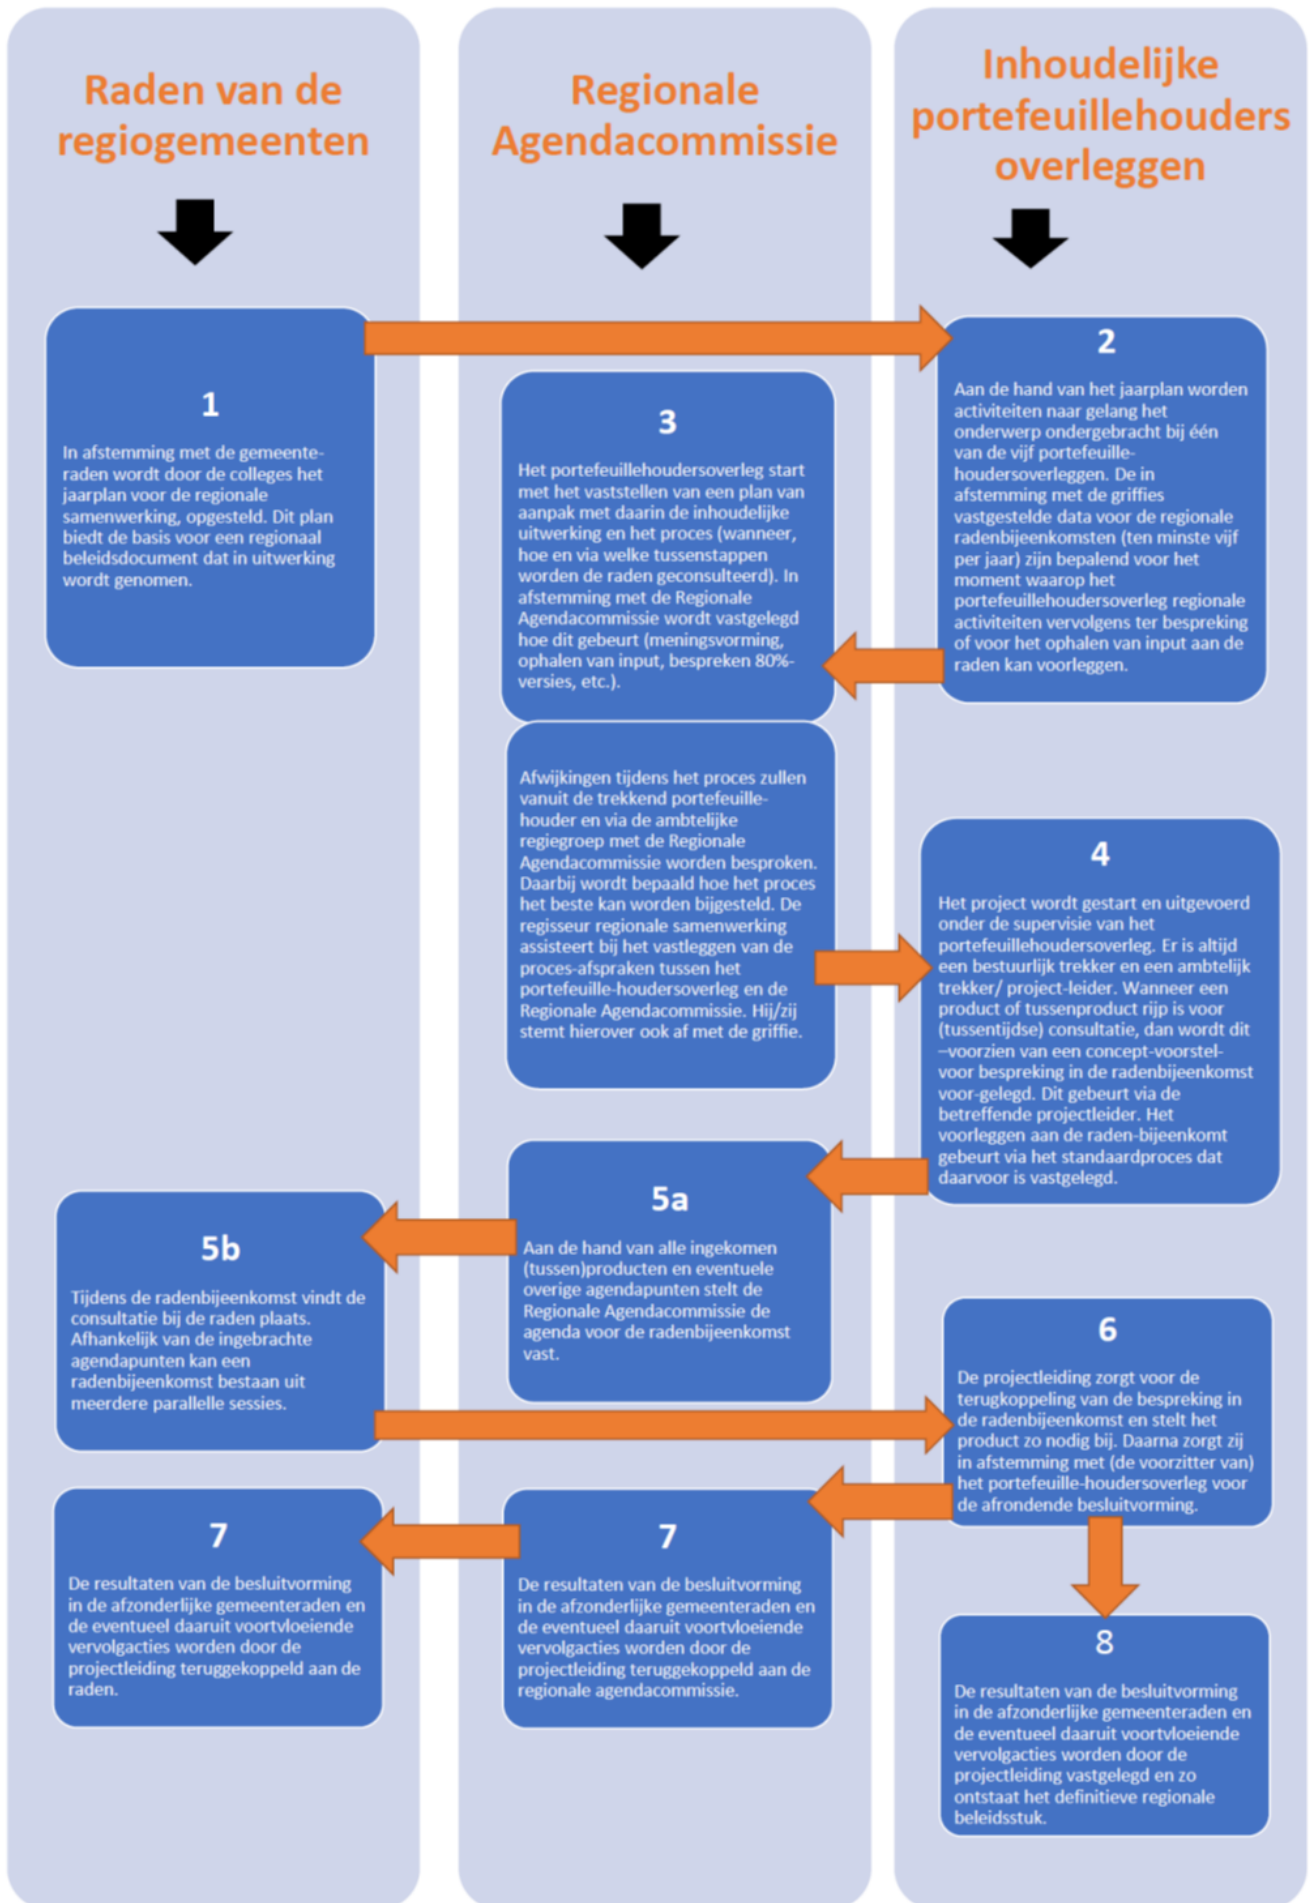 Raden van de
regiogemeenten
Regionale
Agendacommissie
Inhoudelijke
portefeuillehouders
overleggen
1
In afstemming met de gemeente-
raden wordt door de colleges het
jaarplan voor de regionale
samenwerking, opgesteld. Dit plan
biedt de basis voor een regionaal
beleidsdocument dat in uitwerking
wordt genomen.
2
Aan de hand van het jaarplan worden
activiteiten naar gelang het
onderwerp ondergebracht bij één
van de vijf portefeuille-
houdersoverleggen. De in
afstemming met de griffies
vastgestelde data voor de regionale
radenbijeenkomsten (ten minste vijf
per jaar) zijn bepalend voor het
moment waarop het
portefeuillehoudersoverleg regionale
activiteiten vervolgens ter bespreking
of voor het ophalen van input aan de
raden kan voorleggen.
3
Het portefeuillehoudersoverleg start
met het vaststellen van een plan van
aanpak met daarin de inhoudelijke
uitwerking en het proces (wanneer,
hoe en via welke tussenstappen
worden de raden geconsulteerd). In
afstemming met de Regionale
Agendacommissie wordt vastgelegd
hoe dit gebeurt (meningsvorming,
ophalen van input, bespreken 80%-
versies, etc.).
Afwijkingen tijdens het proces zullen
vanuit de trekkend portefeuille-
houder en via de ambtelijke
regiegroep met de Regionale
Agendacommissie worden besproken.
Daarbij wordt bepaald hoe het proces
het beste kan worden bijgesteld. De
regisseur regionale samenwerking
assisteert bij het vastleggen van de
proces-afspraken tussen het
portefeuille-houdersoverleg en de
Regionale Agendacommissie. Hij/zij
stemt hierover ook af met de griffie.
4
Het project wordt gestart en uitgevoerd
onder de supervisie van het
portefeuillehoudersoverleg. Er is altijd
een bestuurlijk trekker en een ambtelijk
trekker/ project-leider. Wanneer een
product of tussenproduct rijp is voor
(tussentijdse) consultatie, dan wordt dit
–voorzien van een concept-voorstel-
voor bespreking in de radenbijeenkomst
voor-gelegd. Dit gebeurt via de
betreffende projectleider. Het
voorleggen aan de raden-bijeenkomt
gebeurt via het standaardproces dat
daarvoor is vastgelegd.
5a
Aan de hand van alle ingekomen
(tussen)producten en eventuele
overige agendapunten stelt de
Regionale Agendacommissie de
agenda voor de radenbijeenkomst
vast.
5b
Tijdens de radenbijeenkomst vindt de
consultatie bij de raden plaats.
Afhankelijk van de ingebrachte
agendapunten kan een
radenbijeenkomst bestaan uit
meerdere parallelle sessies.
6
De projectleiding zorgt voor de
terugkoppeling van de bespreking in
de radenbijeenkomst en stelt het
product zo nodig bij. Daarna zorgt zij
in afstemming met (de voorzitter van)
het portefeuille-houdersoverleg voor
de afrondende besluitvorming.
7
De resultaten van de besluitvorming
in de afzonderlijke gemeenteraden en
de eventueel daaruit voortvloeiende
vervolgacties worden door de
projectleiding teruggekoppeld aan de
raden.
7
De resultaten van de besluitvorming
in de afzonderlijke gemeenteraden en
de eventueel daaruit voortvloeiende
vervolgacties worden door de
projectleiding teruggekoppeld aan de
regionale agendacommissie.
8
De resultaten van de besluitvorming
in de afzonderlijke gemeenteraden en
de eventueel daaruit voortvloeiende
vervolgacties worden door de
projectleiding vastgelegd en zo
ontstaat het definitieve regionale
beleidsstuk.